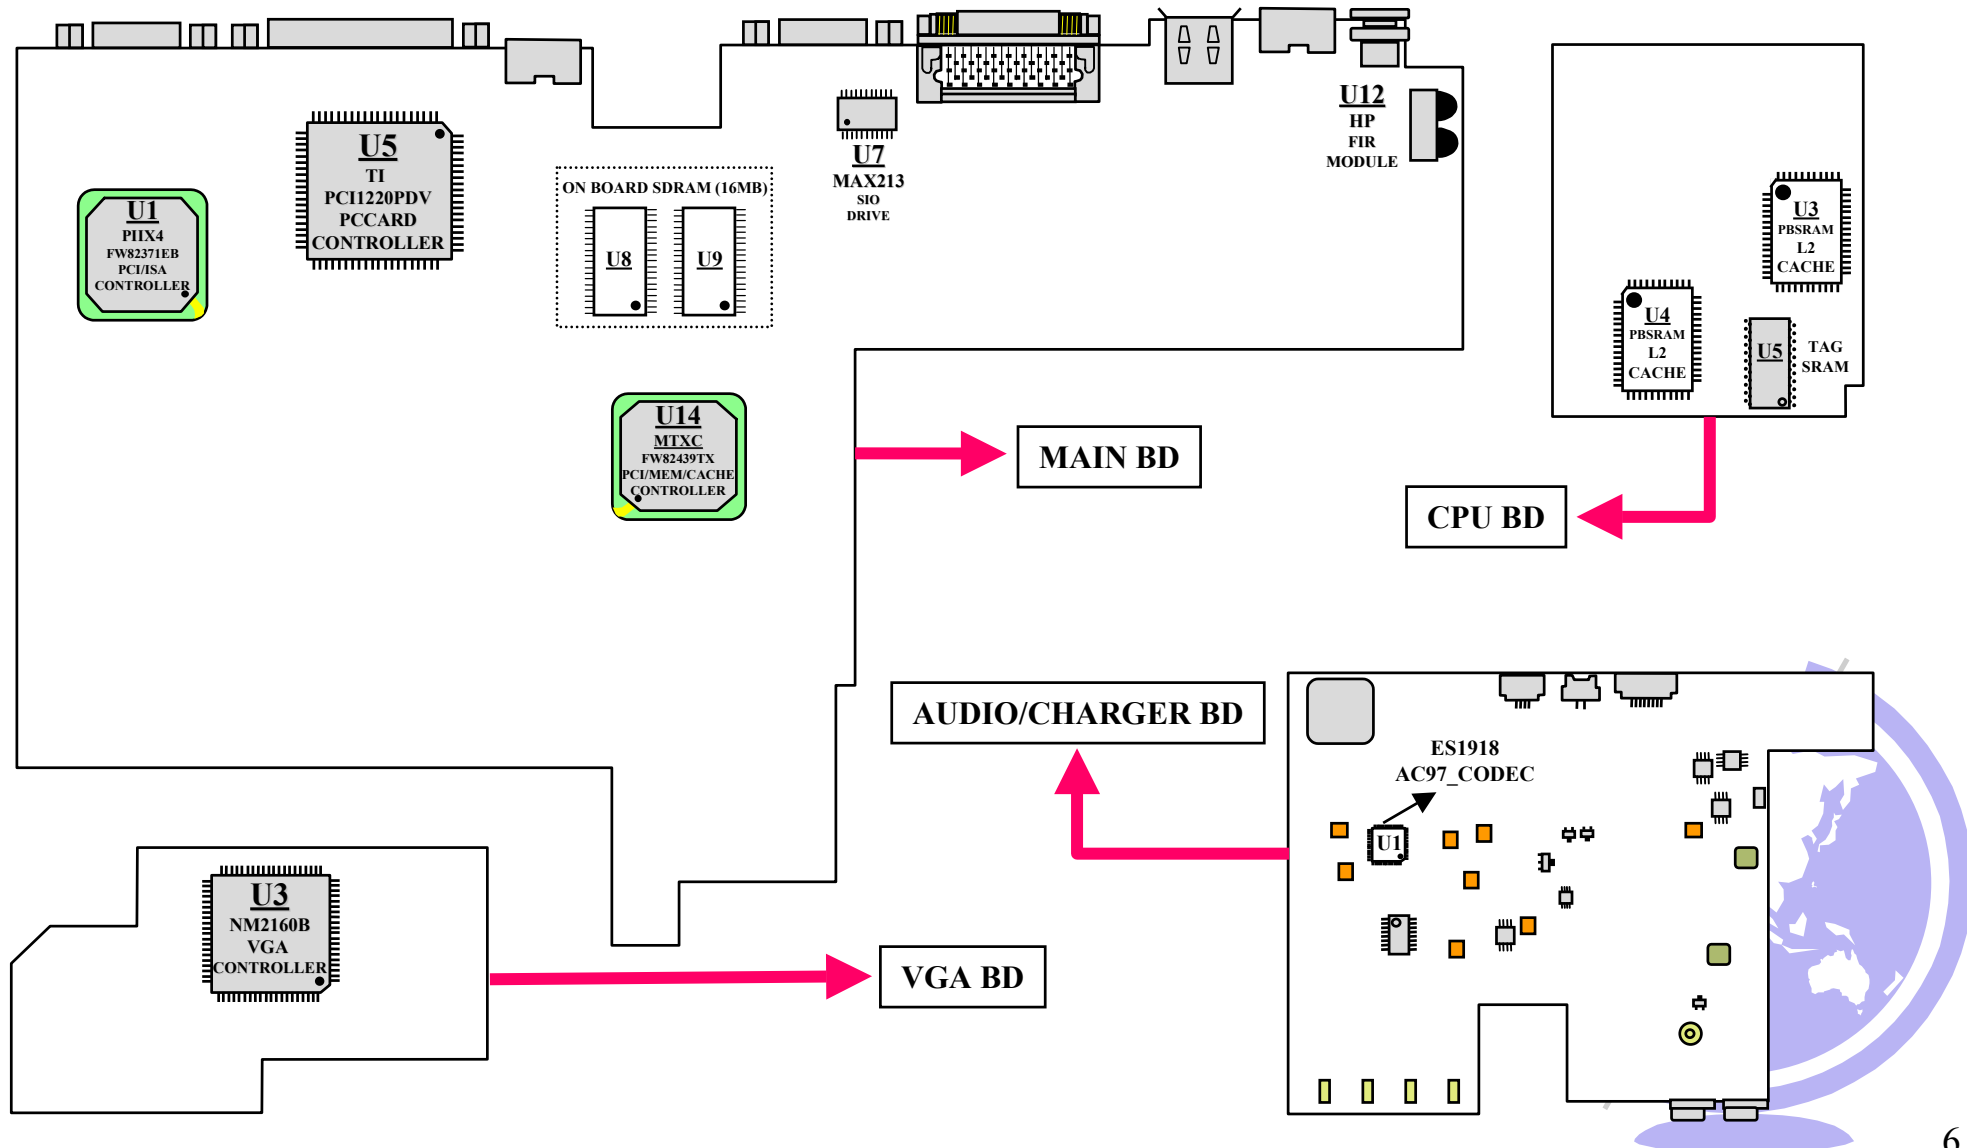 U1
PIIX4
FW82371EB
PCI/ISA
CONTROLLER
U5
TI
PCI1220PDV
PCCARD
CONTROLLER
ON BOARD SDRAM (16MB)
U8
U9
U7
MAX213
SIO
DRIVE
U12
HP
FIR
MODULE
U14
MTXC
FW82439TX
PCI/MEM/CACHE
CONTROLLER
MAIN BD
U3
PBSRAM
L2
CACHE
U4
PBSRAM
L2
CACHE
U5
TAG
SRAM
CPU BD
AUDIO/CHARGER BD
ES1918
AC97_CODEC
U1
U3
NM2160B
VGA
CONTROLLER
VGA BD
6